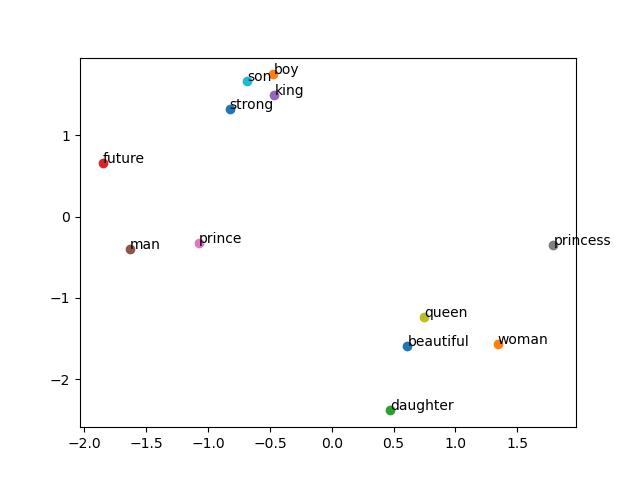 boy
son
king
strong
future
prince
man
princess
queen
woman
beautiful
daughter
1
0
−1
−2
−2.0 −1.5 −1.0 −0.5 0.0 0.5 1.0 1.5